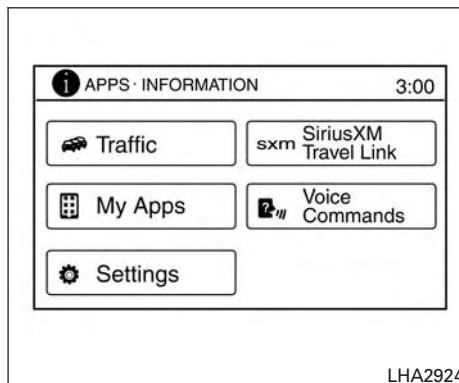 i APPS · INFORMATION 3:00
Traffic
sxm SiriusXM
Travel Link
My Apps
? Voice
Commands
Settings
LHA2924